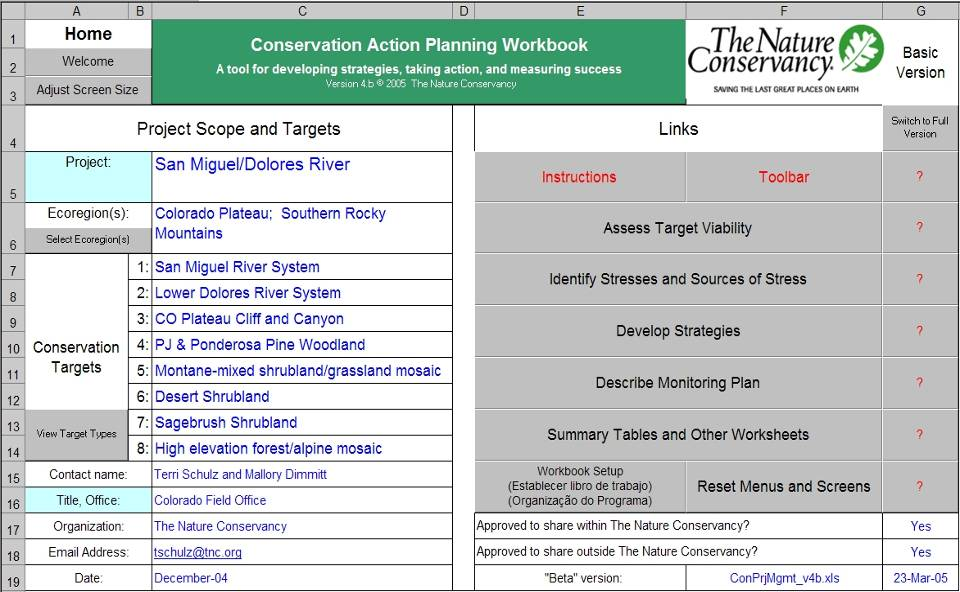 A B C D E F G
1 Home
2 Welcome
3 Adjust Screen Size
Conservation Action Planning Workbook
A tool for developing strategies, taking action, and measuring success
Version 4.b © 2005 The Nature Conservancy
The Nature
Conservancy.
SAVING THE LAST GREAT PLACES ON EARTH
Basic
Version
4 Project Scope and Targets
Links
Switch to Full
Version
5 Project: San Miguel/Dolores River
Instructions Toolbar ?
6 Ecoregion(s): Colorado Plateau; Southern Rocky
Select Ecoregion(s) Mountains
Assess Target Viability ?
7 1: San Miguel River System
8 2: Lower Dolores River System
Identify Stresses and Sources of Stress ?
9 3: CO Plateau Cliff and Canyon
10 4: PJ & Ponderosa Pine Woodland
Conservation
Targets
Develop Strategies ?
11 5: Montane-mixed shrubland/grassland mosaic
12 6: Desert Shrubland
Describe Monitoring Plan ?
13 7: Sagebrush Shrubland
View Target Types
14 8: High elevation forest/alpine mosaic
Summary Tables and Other Worksheets ?
15 Contact name: Terri Schulz and Mallory Dimmitt
16 Title, Office: Colorado Field Office
Workbook Setup
(Establecer libro de trabajo)
(Organização do Programa)
Reset Menus and Screens ?
17 Organization: The Nature Conservancy
Approved to share within The Nature Conservancy? Yes
18 Email Address: tschulz@tnc.org
Approved to share outside The Nature Conservancy? Yes
19 Date: December-04
"Beta" version: ConPrjMgmt_v4b.xls 23-Mar-05